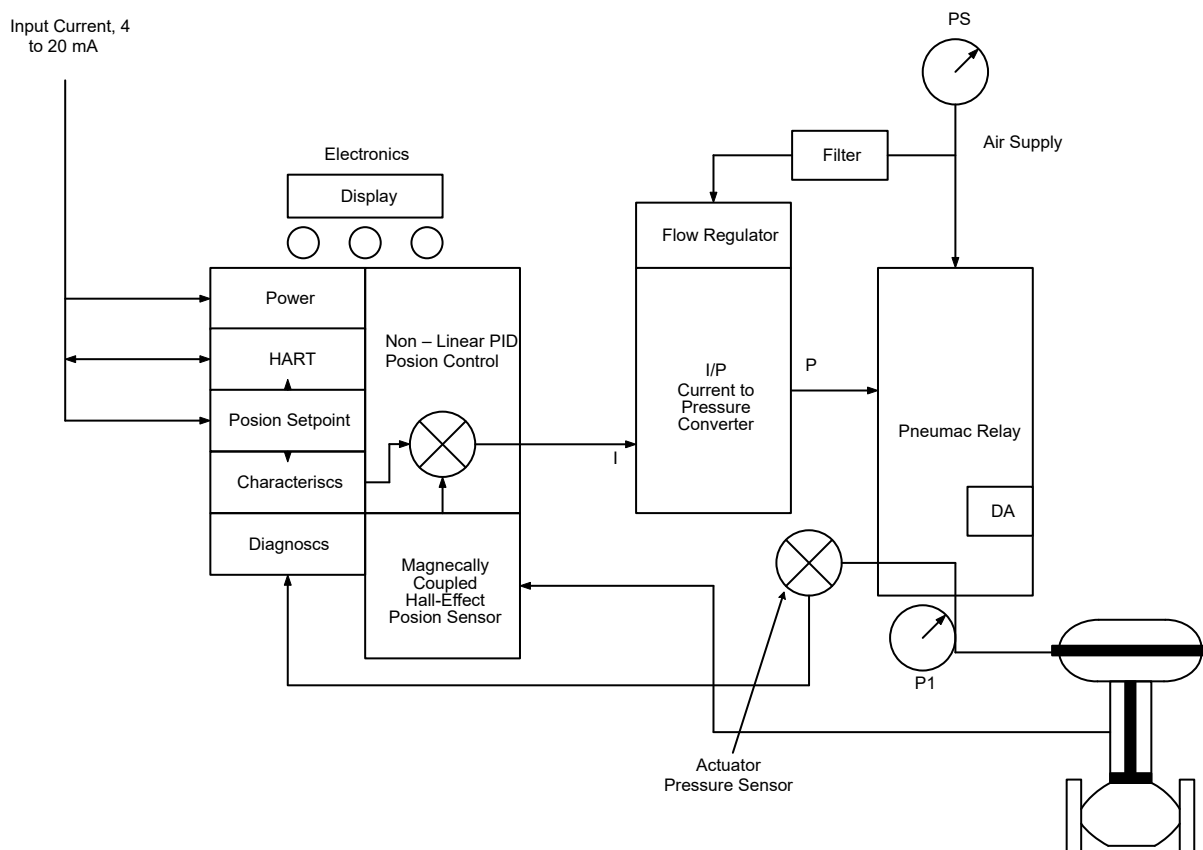 Input Current, 4
to 20 mA
PS
Air Supply
Filter
Electronics
Display
Flow Regulator
Power
HART
Posion Setpoint
Characteriscs
Diagnoscs
Non – Linear PID
Posion Control
I
I/P
Current to
Pressure
Converter
P
Pneumac Relay
DA
Magnecally
Coupled
Hall-Effect
Posion Sensor
P1
Actuator
Pressure Sensor